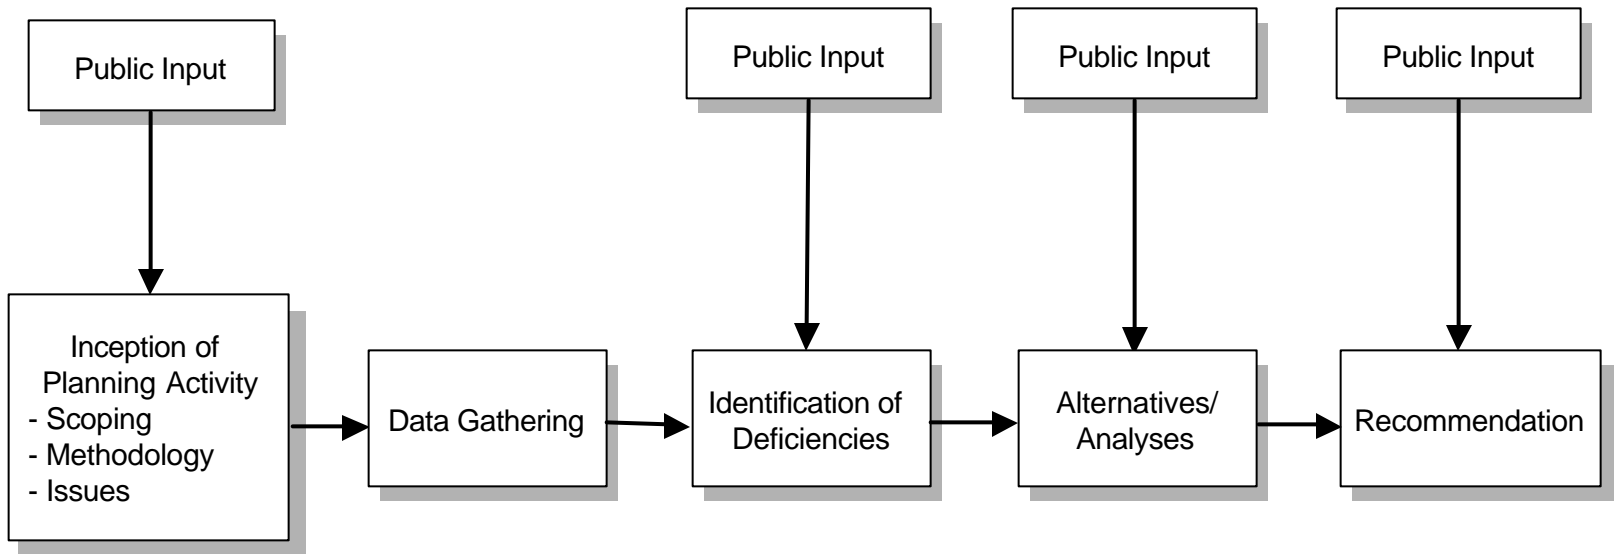 Public Input
Public Input
Public Input
Public Input
Inception of
Planning Activity
- Scoping
- Methodology
- Issues
Data Gathering
Identification of
Deficiencies
Alternatives/
Analyses
Recommendation